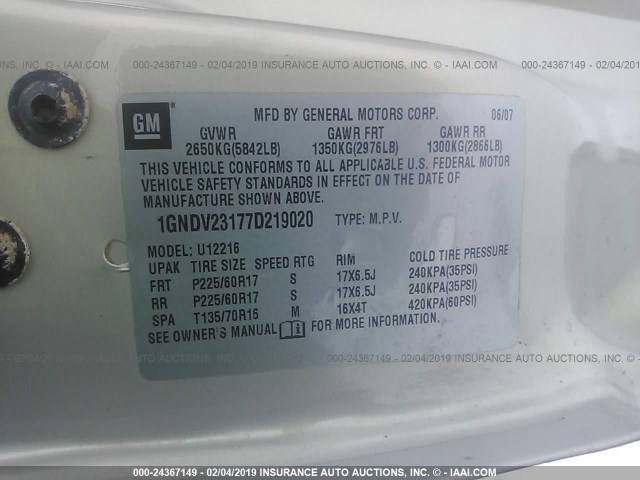 000-24367149 - 02/04/2019 INSURANCE AUTO AUCTIONS, INC. - IAAI.COM
GM
MFD BY GENERAL MOTORS CORP. 06/07
GVWR GAWR FRT GAWR RR
2650KG(5842LB) 1350KG(2976LB) 1300KG(2866LB)
THIS VEHICLE CONFORMS TO ALL APPLICABLE U.S. FEDERAL MOTOR
VEHICLE SAFETY STANDARDS IN EFFECT ON THE DATE OF
MANUFACTURE SHOWN ABOVE.
1GNDV23177D219020 TYPE: M.P.V.
MODEL: U12216
UPAK TIRE SIZE SPEED RTG RIM COLD TIRE PRESSURE
FRT P225/60R17 S 17X6.5J 240KPA(35PSI)
RR P225/60R17 S 17X6.5J 240KPA(35PSI)
SPA T135/70R16 M 16X4T 420KPA(60PSI)
SEE OWNER'S MANUAL i FOR MORE INFORMATION.
000-24367149 - 02/04/2019 INSURANCE AUTO AUCTIONS, INC. - IAAI.COM
000-24367149 - 02/04/2019 INSURANCE AUTO AUCTIONS, INC. - IAAI.COM